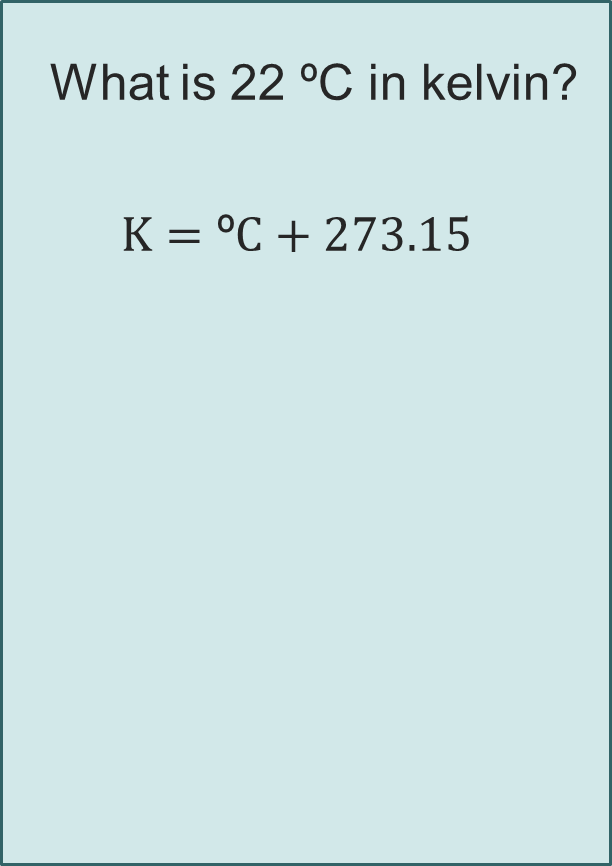 What is 22 ºC in kelvin?
K = ºC + 273.15